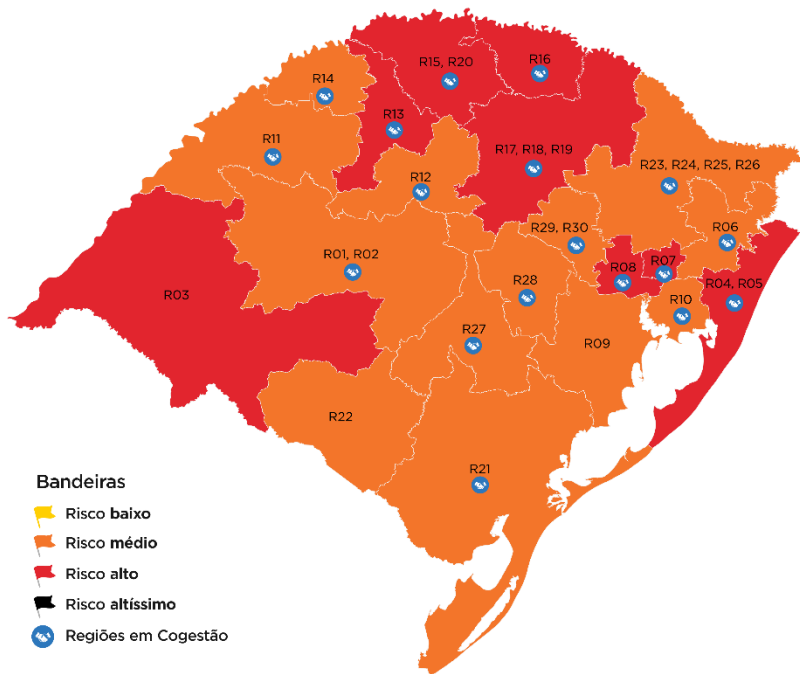 R15, R20
R16
R14
R13
R17, R18, R19
R11
R23, R24, R25, R26
R12
R29, R30
R06
R01, R02
R08
R07
R28
R04, R05
R03
R10
R27
R09
R22
R21
Bandeiras
Risco baixo
Risco médio
Risco alto
Risco altíssimo
Regiões em Cogestão